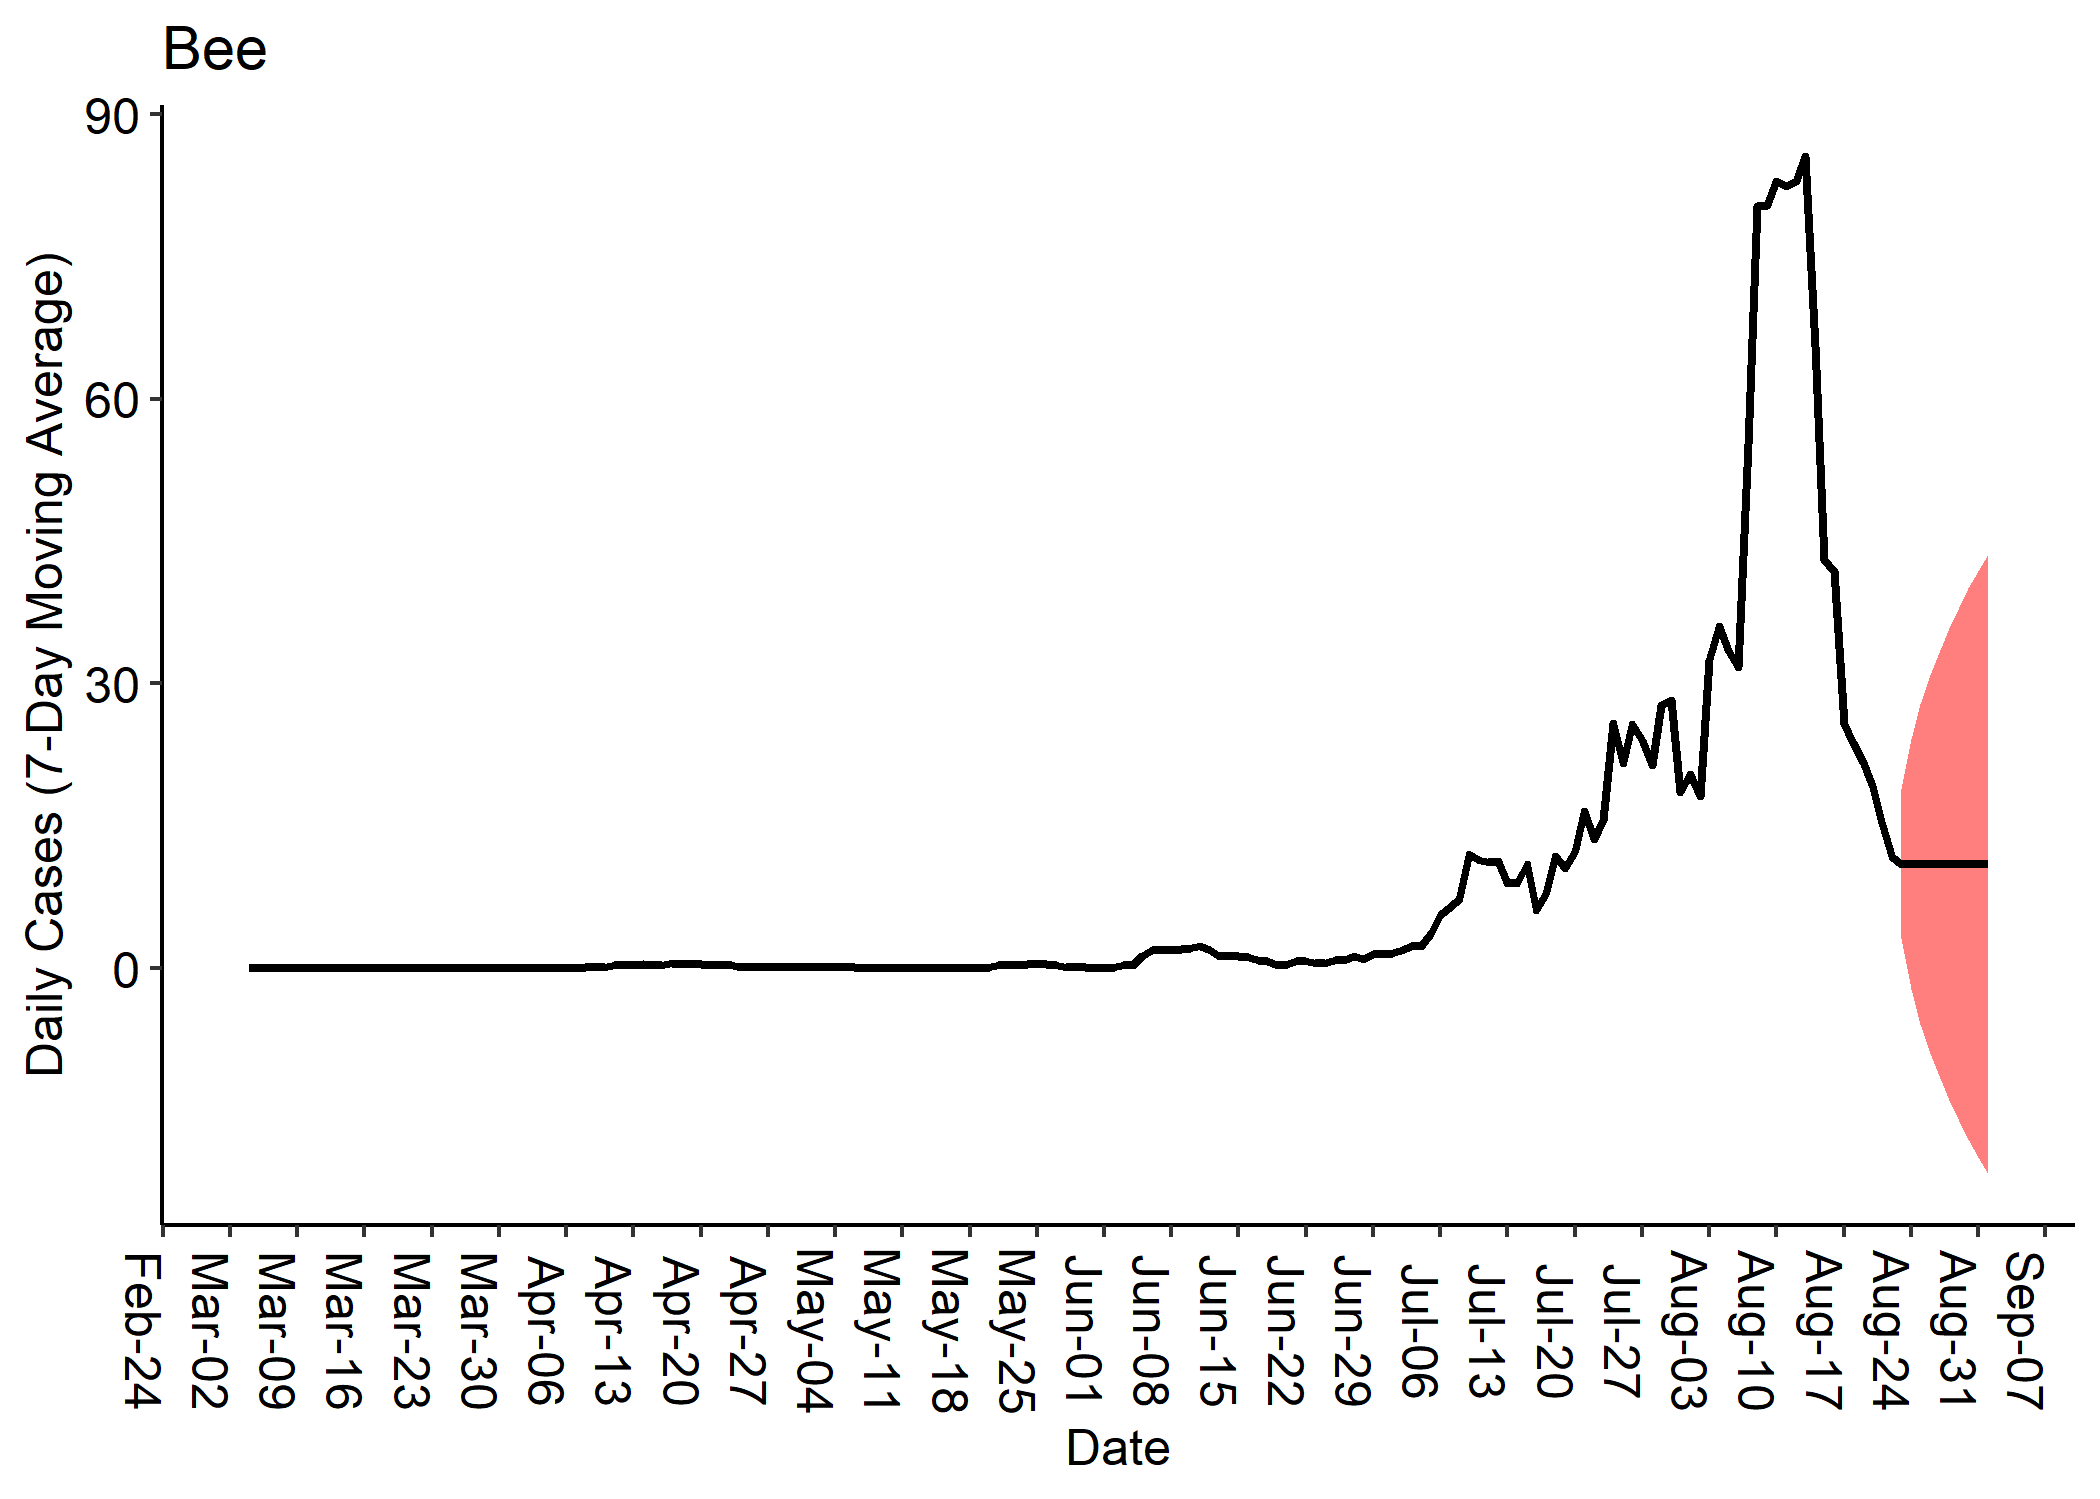 Bee
90
60
30
0
Daily Cases (7-Day Moving Average)
Feb-24
Mar-02
Mar-09
Mar-16
Mar-23
Mar-30
Apr-06
Apr-13
Apr-20
Apr-27
May-04
May-11
May-18
May-25
Jun-01
Jun-08
Jun-15
Jun-22
Jun-29
Jul-06
Jul-13
Jul-20
Jul-27
Aug-03
Aug-10
Aug-17
Aug-24
Aug-31
Sep-07
Date